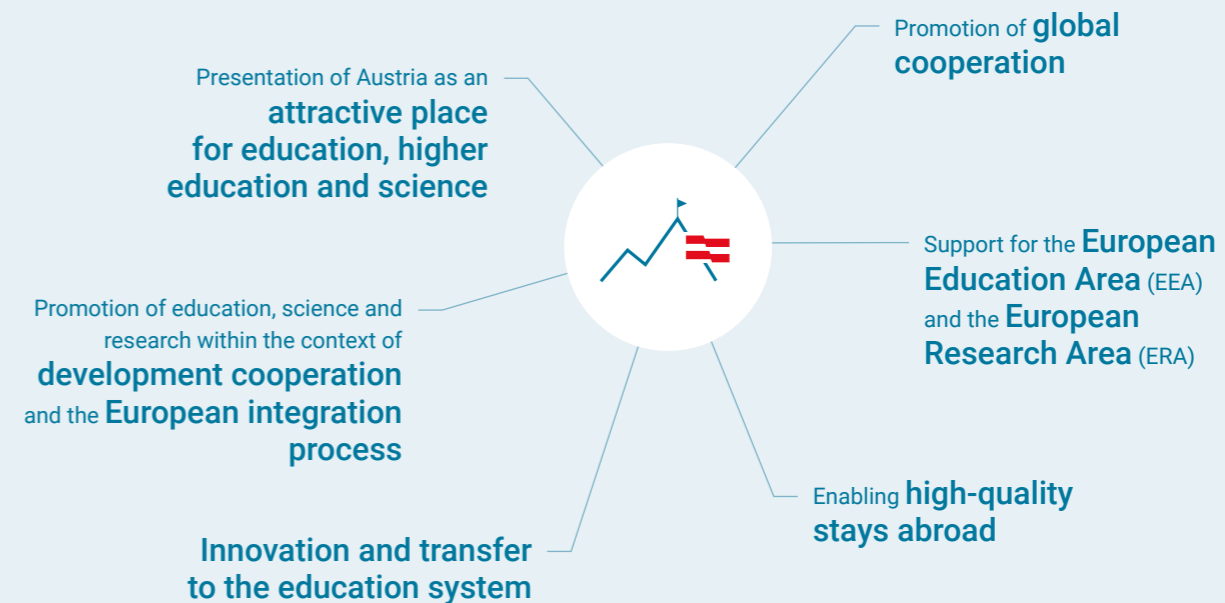 Promotion of global
cooperation
Presentation of Austria as an
attractive place
for education, higher
education and science
Support for the European
Education Area (EEA)
and the European
Research Area (ERA)
Promotion of education, science and
research within the context of
development cooperation
and the European integration
process
Enabling high-quality
stays abroad
Innovation and transfer
to the education system